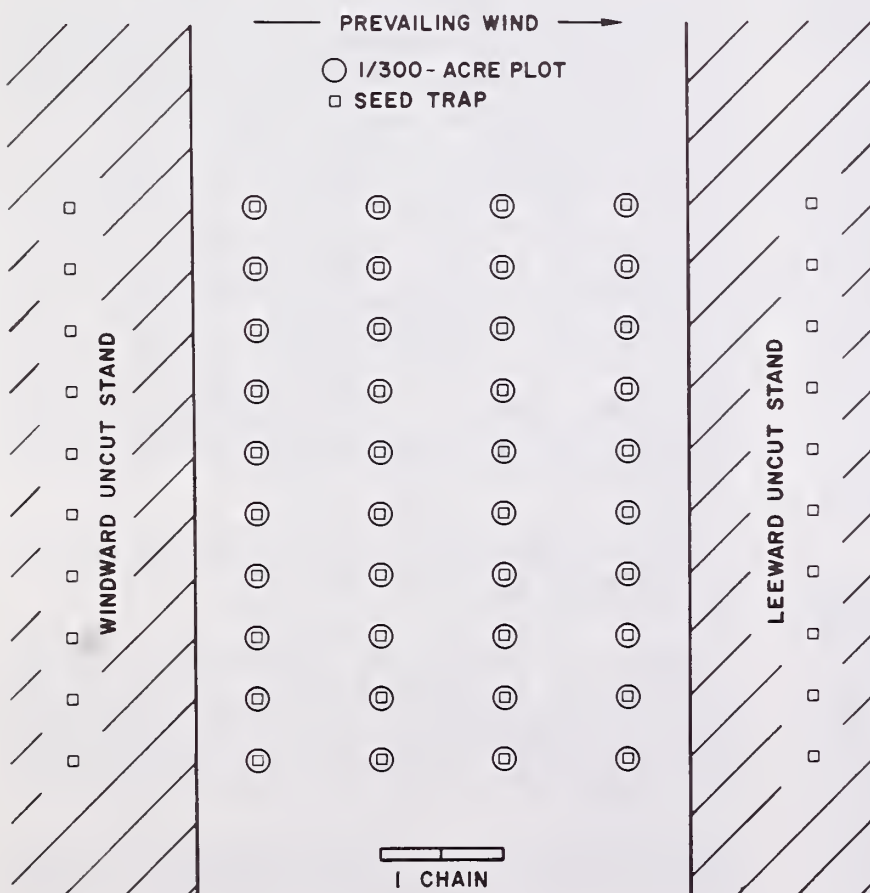 PREVAILING WIND
1/300-ACRE PLOT
SEED TRAP
WINDWARD UNCUT STAND
LEEWARD UNCUT STAND
1 CHAIN